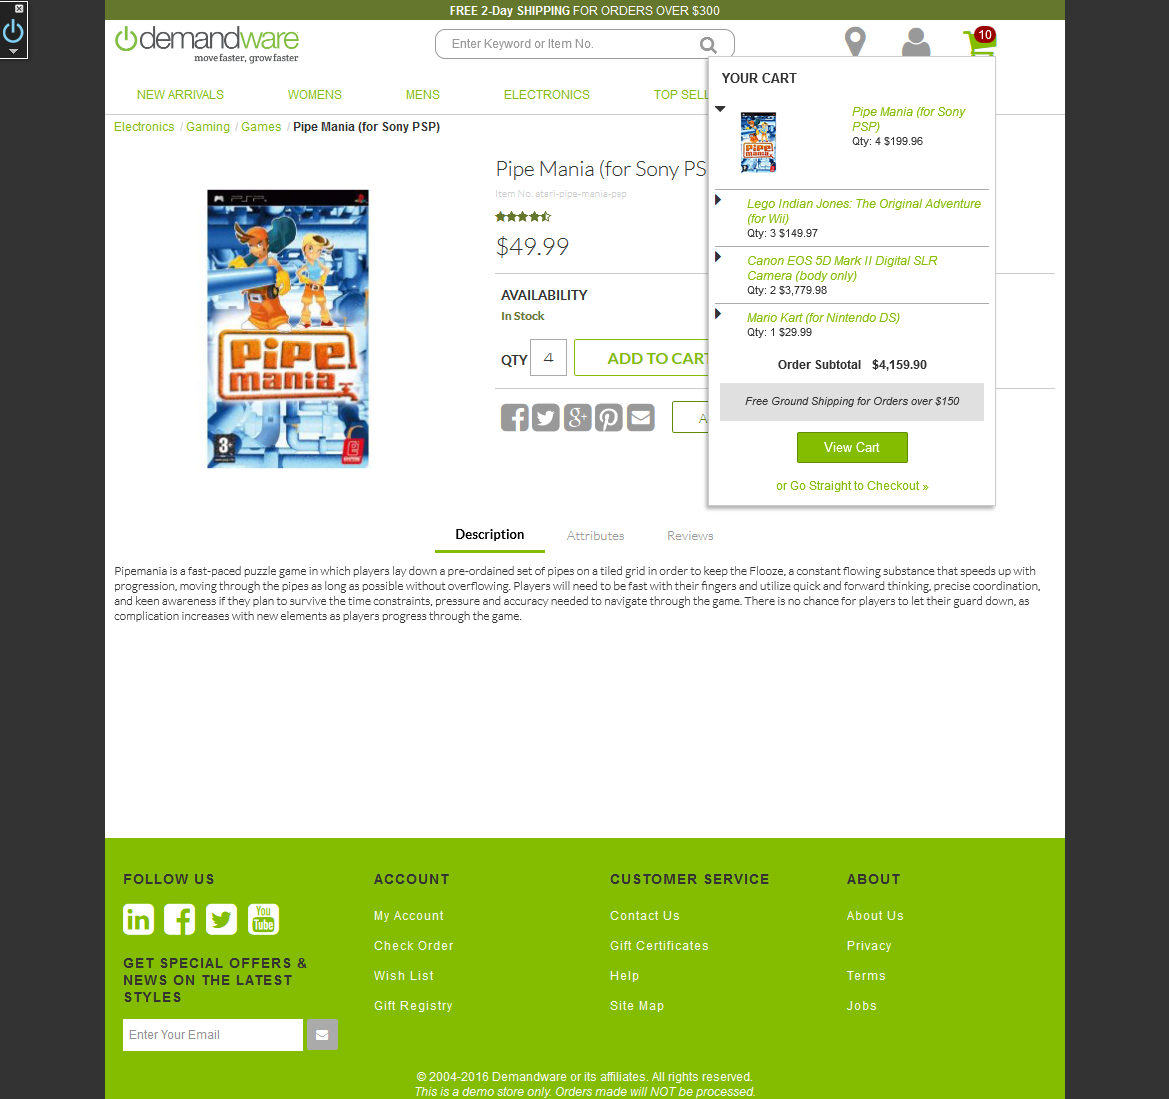 FREE 2-Day SHIPPING FOR ORDERS OVER $300
demandware
move faster, grow faster
Enter Keyword or Item No.
10
NEW ARRIVALS
WOMENS
MENS
ELECTRONICS
TOP SELL
Electronics / Gaming / Games / Pipe Mania (for Sony PSP)
PSP
Pipe
mania
3+
Pipe Mania (for Sony PS
Item No. atari-pipe-mania-psp
$49.99
AVAILABILITY
In Stock
QTY
4
ADD TO CART
A
YOUR CART
Pipe mania
Pipe Mania (for Sony
PSP)
Qty: 4 $199.96
Lego Indian Jones: The Original Adventure
(for Wii)
Qty: 3 $149.97
Canon EOS 5D Mark II Digital SLR
Camera (body only)
Qty: 2 $3,779.98
Mario Kart (for Nintendo DS)
Qty: 1 $29.99
Order Subtotal $4,159.90
Free Ground Shipping for Orders over $150
View Cart
or Go Straight to Checkout »
Description
Attributes
Reviews
Pipemania is a fast-paced puzzle game in which players lay down a pre-ordained set of pipes on a tiled grid in order to keep the Flooze, a constant flowing substance that speeds up with
progression, moving through the pipes as long as possible without overflowing. Players will need to be fast with their fingers and utilize quick and forward thinking, precise coordination,
and keen awareness if they plan to survive the time constraints, pressure and accuracy needed to navigate through the game. There is no chance for players to let their guard down, as
complication increases with new elements as players progress through the game.
FOLLOW US
You Tube
GET SPECIAL OFFERS &
NEWS ON THE LATEST
STYLES
Enter Your Email
ACCOUNT
My Account
Check Order
Wish List
Gift Registry
CUSTOMER SERVICE
Contact Us
Gift Certificates
Help
Site Map
ABOUT
About Us
Privacy
Terms
Jobs
© 2004-2016 Demandware or its affiliates. All rights reserved.
This is a demo store only. Orders made will NOT be processed.